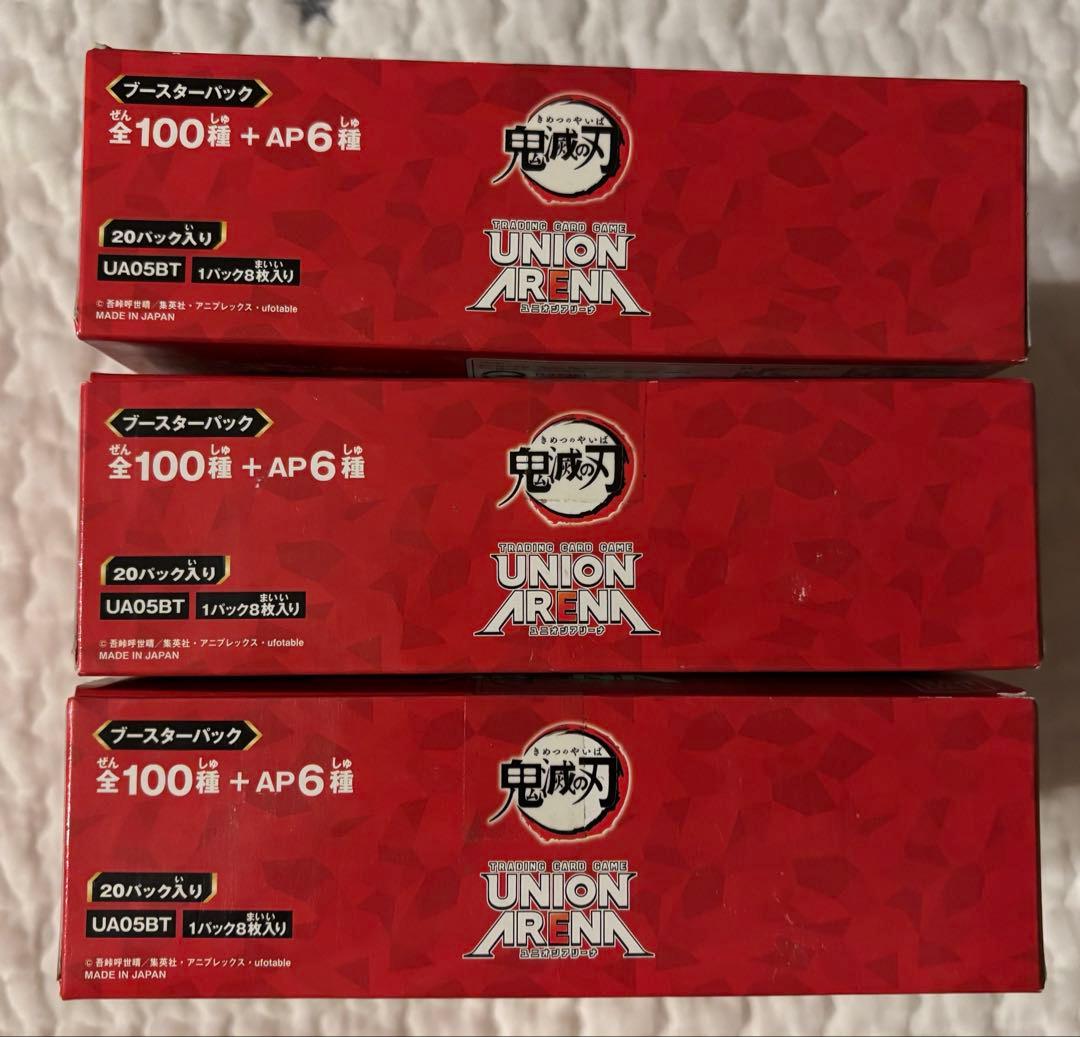 ブースターパック
ぜん しゅ しゅ
全100種 + AP6種
きめつのやいば
鬼滅の刃
い
20パック入り
まいい
UA05BT 1パック8枚入り
© 吾峠呼世晴/集英社・アニプレックス・ufotable
MADE IN JAPAN
TRADING CARD GAME
UNION
ARENA
ユニオンアリーナ
ブースターパック
ぜん しゅ しゅ
全100種 + AP6種
きめつのやいば
鬼滅の刃
い
20パック入り
まいい
UA05BT 1パック8枚入り
© 吾峠呼世晴/集英社・アニプレックス・ufotable
MADE IN JAPAN
TRADING CARD GAME
UNION
ARENA
ユニオンアリーナ
ブースターパック
ぜん しゅ しゅ
全100種 + AP6種
きめつのやいば
鬼滅の刃
い
20パック入り
まいい
UA05BT 1パック8枚入り
© 吾峠呼世晴/集英社・アニプレックス・ufotable
MADE IN JAPAN
TRADING CARD GAME
UNION
ARENA
ユニオンアリーナ